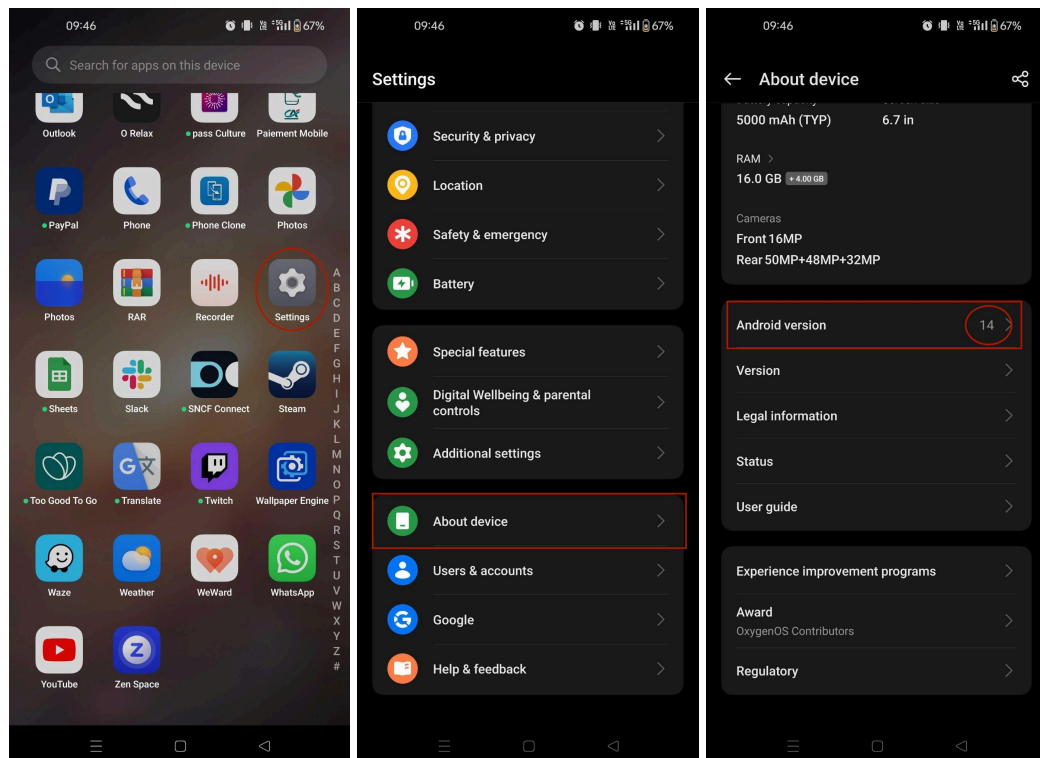 09:46
67%
Search for apps on this device
Outlook
O Relax
pass Culture
Paiement Mobile
PayPal
Phone
Phone Clone
Photos
Photos
RAR
Recorder
Settings
Sheets
Slack
SNCF Connect
Steam
Too Good To Go
Translate
Twitch
Wallpaper Engine
Waze
Weather
WeWard
WhatsApp
YouTube
Zen Space
A
B
C
D
E
F
G
H
I
J
K
L
M
N
O
P
Q
R
S
T
U
V
W
X
Y
Z
#
09:46
67%
Settings
Security & privacy
Location
Safety & emergency
Battery
Special features
Digital Wellbeing & parental
controls
Additional settings
About device
Users & accounts
Google
Help & feedback
09:46
67%
About device
5000 mAh (TYP)
6.7 in
RAM
16.0 GB + 4.00 GB
Cameras
Front 16MP
Rear 50MP+48MP+32MP
Android version
14
Version
Legal information
Status
User guide
Experience improvement programs
Award
OxygenOS Contributors
Regulatory